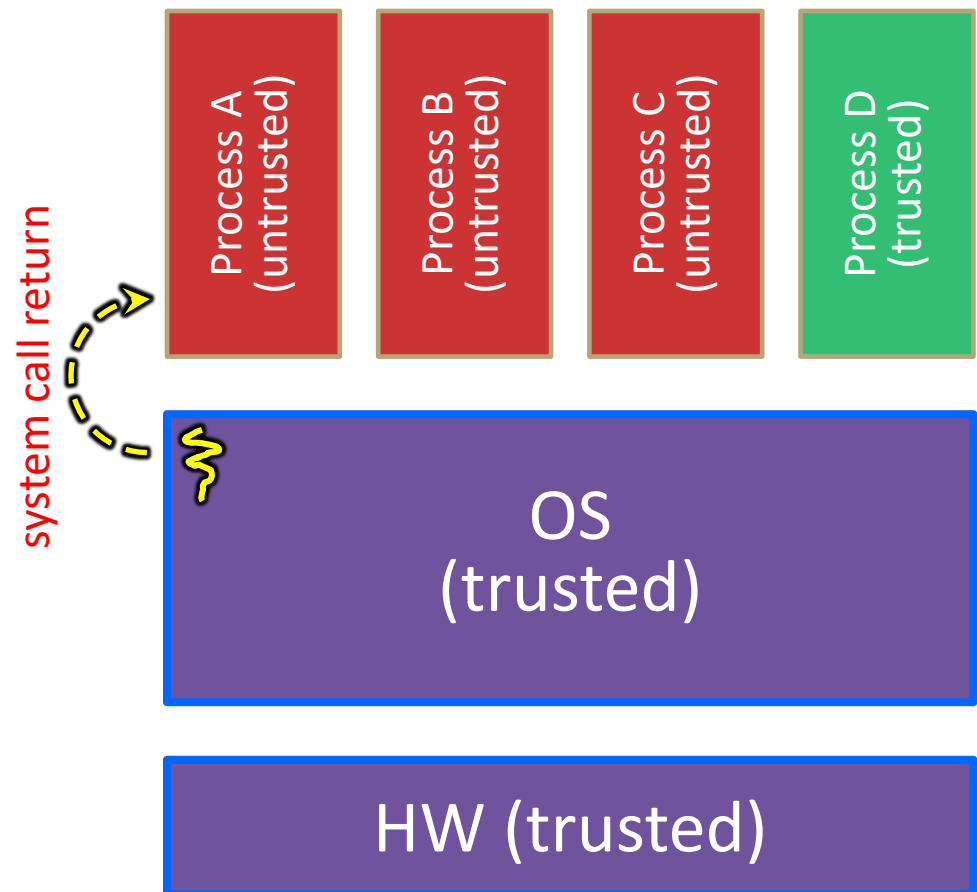 Process A
(untrusted)
Process B
(untrusted)
Process C
(untrusted)
Process D
(trusted)
system call return
OS
(trusted)
HW (trusted)